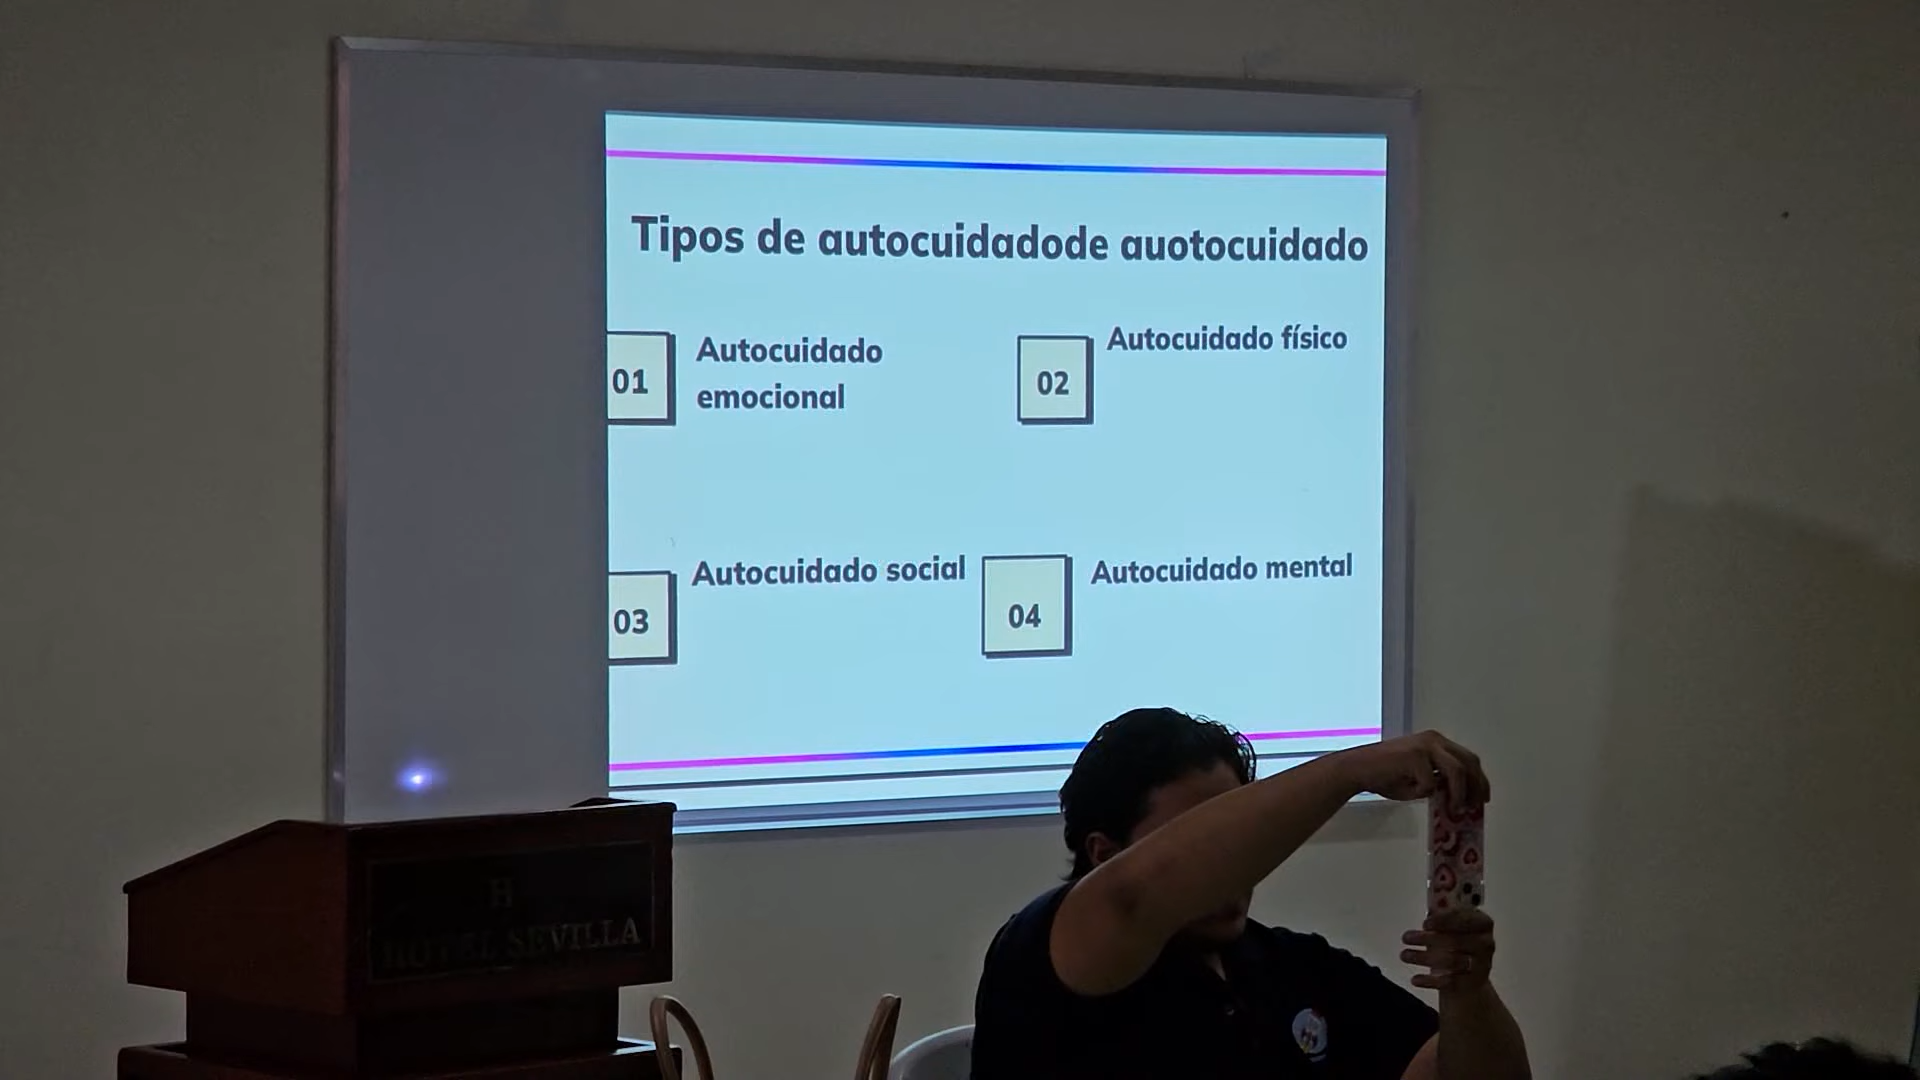 Tipos de autocuidadode auotocuidado
01
Autocuidado
emocional
02
Autocuidado físico
03
Autocuidado social
04
Autocuidado mental
H
HOTEL SEVILLA